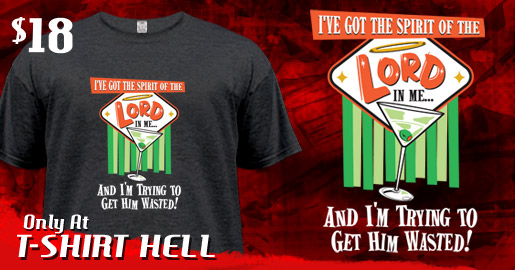 $18
I'VE GOT THE SPIRIT OF THE
LORD
IN ME...
AND I'M TRYING TO
GET HIM WASTED!
Only At
T-SHIRT HELL
I'VE GOT THE SPIRIT OF THE
LORD
IN ME...
AND I'M TRYING TO
GET HIM WASTED!